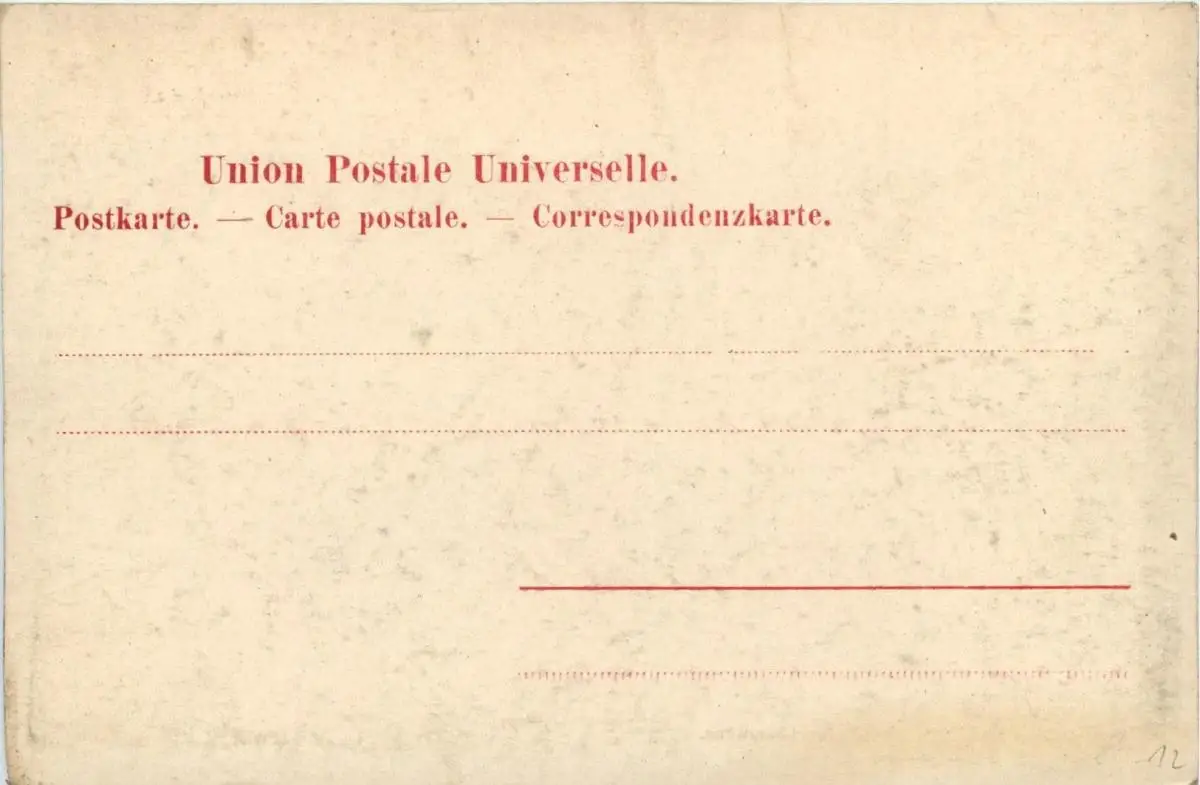 Union Postale Universelle.
Postkarte. — Carte postale. — Correspondenzkarte.
12